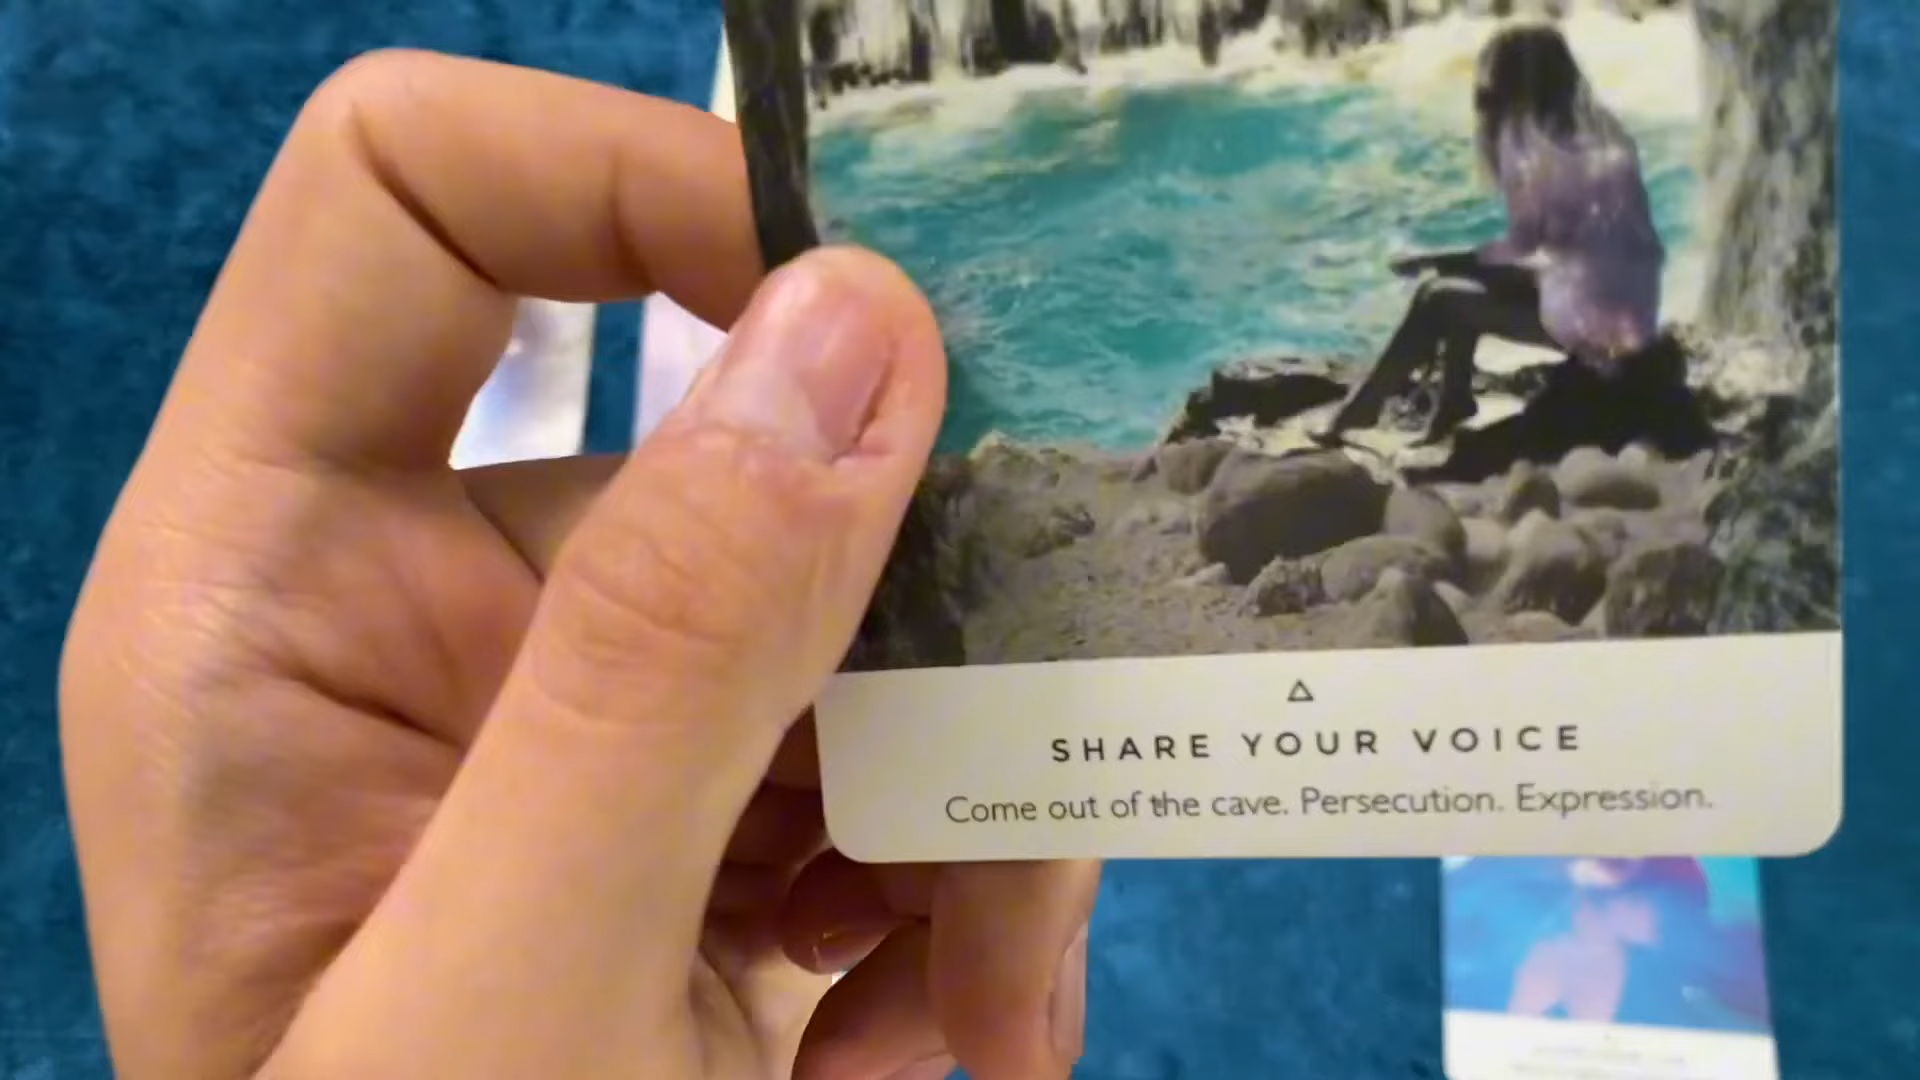 SHARE YOUR VOICE
Come out of the cave. Persecution. Expression.